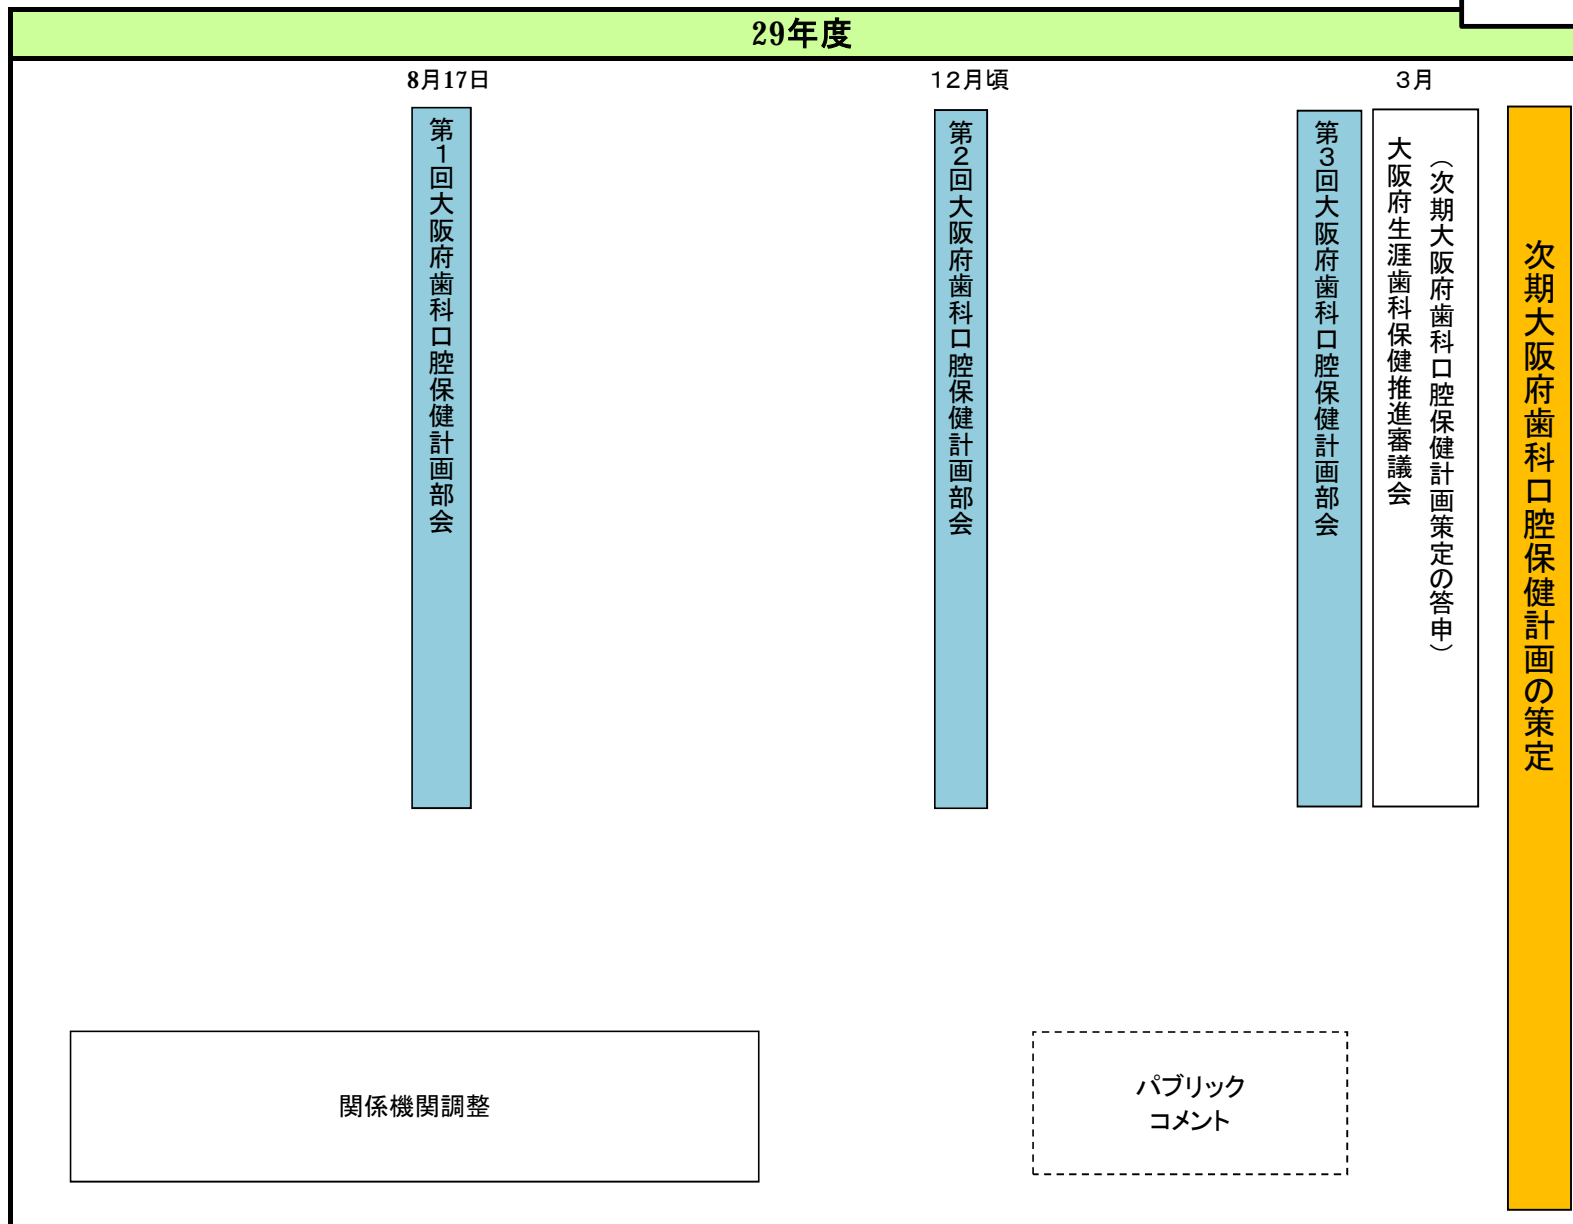 29年度
8月17日
12月頃
3月
第1回大阪府歯科口腔保健計画部会
第2回大阪府歯科口腔保健計画部会
第3回大阪府歯科口腔保健計画部会
大阪府生涯歯科保健推進審議会
（次期大阪府歯科口腔保健計画策定の答申）
次期大阪府歯科口腔保健計画の策定
関係機関調整
パブリック
コメント